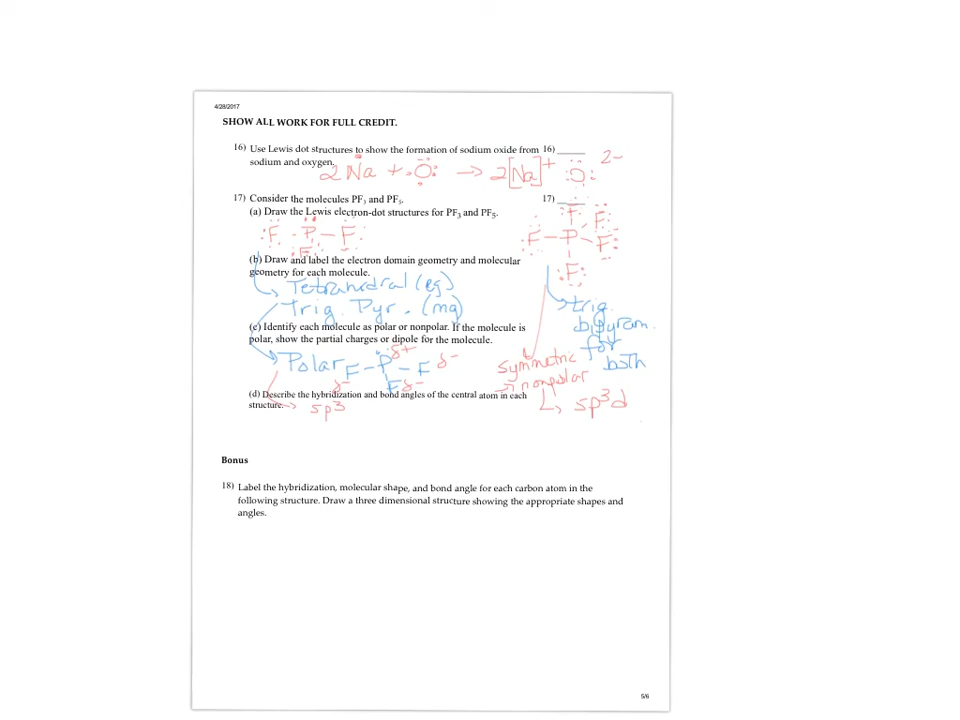 4/28/2017
SHOW ALL WORK FOR FULL CREDIT.
16) Use Lewis dot structures to show the formation of sodium oxide from 16) _____
sodium and oxygen.
2 Na + O → 2[Na]+ O 2-
17) Consider the molecules PF3 and PF5. 17) _____
(a) Draw the Lewis electron-dot structures for PF3 and PF5.
F
F
F P – F
F – P F
F
F
(b) Draw and label the electron domain geometry and molecular
geometry for each molecule.
Tetrahedral (eg)
Trig. Pyr. (mg)
trig.
bipyram.
for
both
(c) Identify each molecule as polar or nonpolar. If the molecule is
polar, show the partial charges or dipole for the molecule.
Polar F – P δ+ – F δ-
δ- F δ-
symmetric
→ nonpolar
(d) Describe the hybridization and bond angles of the central atom in each
structure.
sp3
sp3d
Bonus
18) Label the hybridization, molecular shape, and bond angle for each carbon atom in the
following structure. Draw a three dimensional structure showing the appropriate shapes and
angles.
5/6